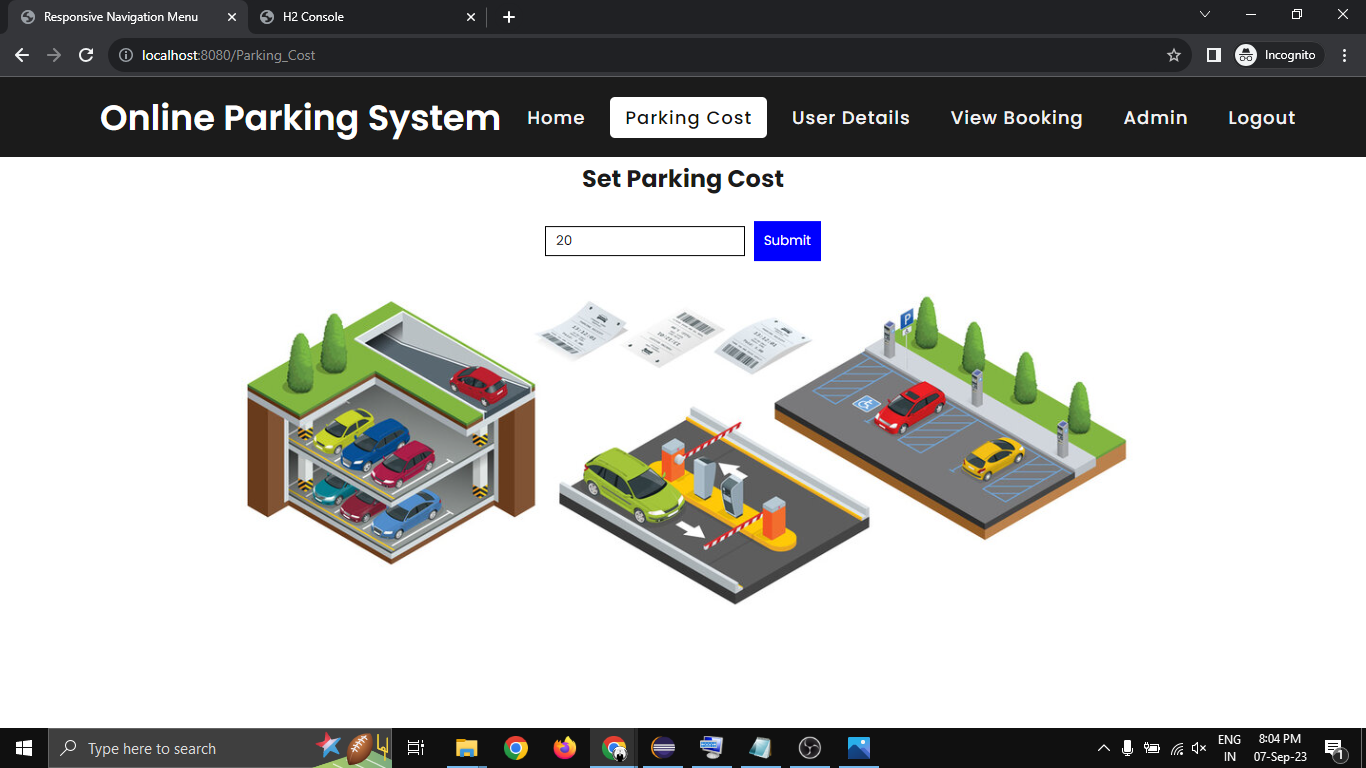 Responsive Navigation Menu
H2 Console
localhost:8080/Parking_Cost
Incognito
Online Parking System
Home
Parking Cost
User Details
View Booking
Admin
Logout
Set Parking Cost
20
Submit
P
Type here to search
ENG
IN
8:04 PM
07-Sep-23
1